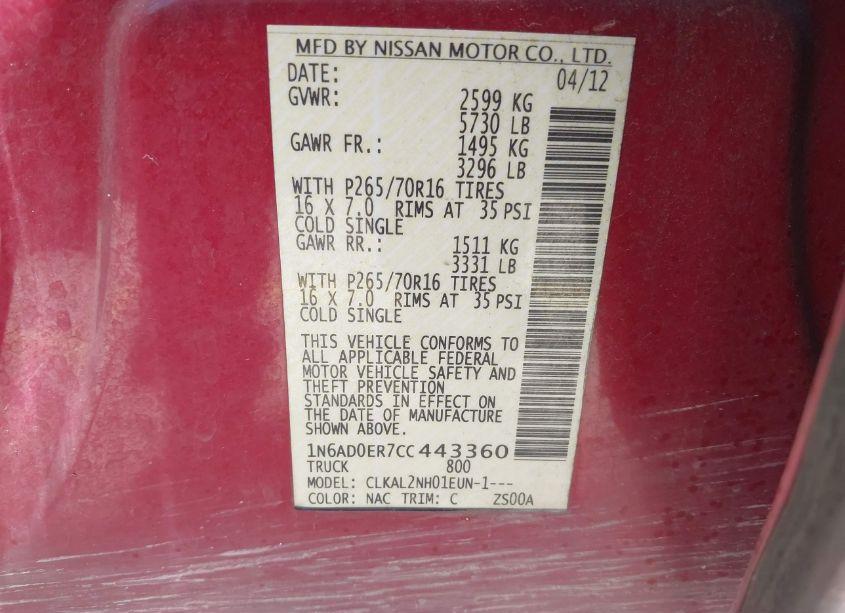 MFD BY NISSAN MOTOR CO., LTD.
DATE: 04/12
GVWR: 2599 KG
5730 LB
GAWR FR.: 1495 KG
3296 LB
WITH P265/70R16 TIRES
16 X 7.0 RIMS AT 35 PSI
COLD SINGLE
GAWR RR.: 1511 KG
3331 LB
WITH P265/70R16 TIRES
16 X 7.0 RIMS AT 35 PSI
COLD SINGLE
THIS VEHICLE CONFORMS TO
ALL APPLICABLE FEDERAL
MOTOR VEHICLE SAFETY AND
THEFT PREVENTION
STANDARDS IN EFFECT ON
THE DATE OF MANUFACTURE
SHOWN ABOVE.
1N6AD0ER7CC443360
TRUCK 800
MODEL: CLKAL2NH01EUN-1---
COLOR: NAC TRIM: C ZS00A